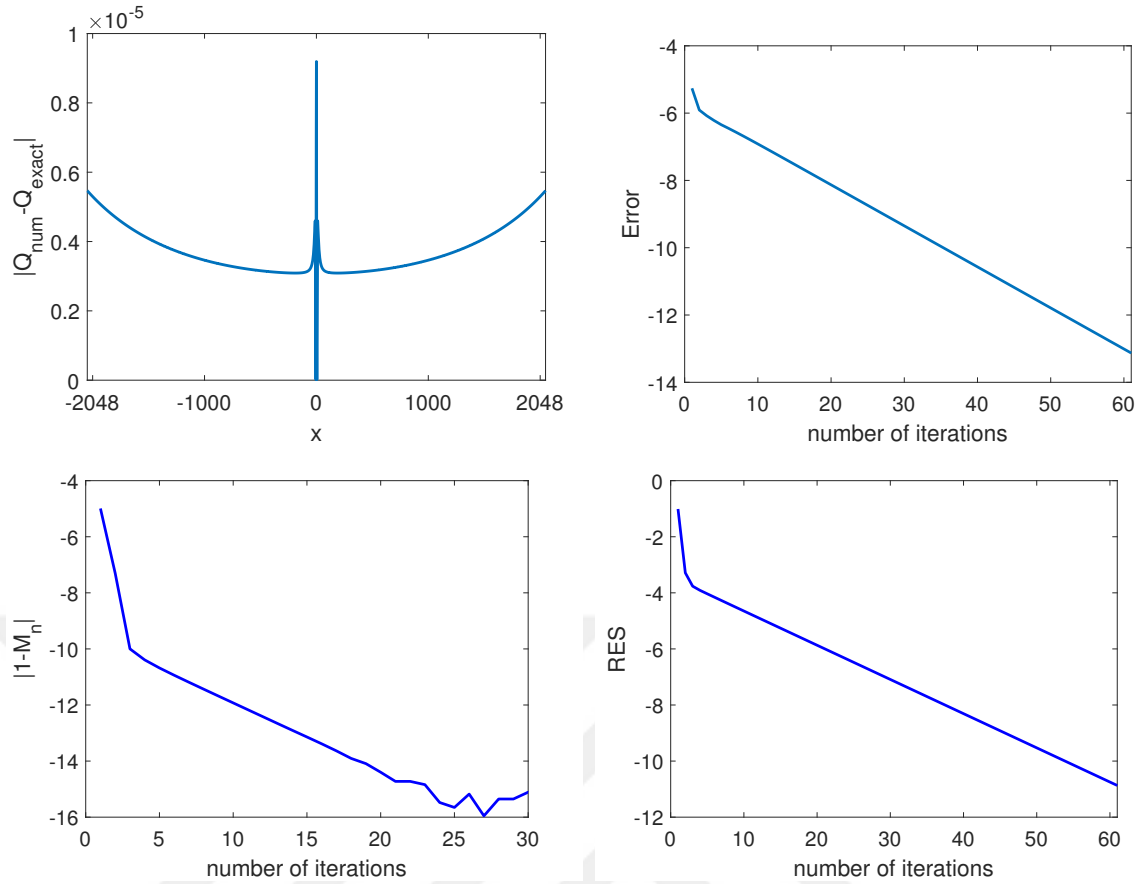 ×10^-5
1
0.8
0.6
0.4
0.2
0
|Q_num -Q_exact|
-2048 -1000 0 1000 2048
x
-4
-6
-8
-10
-12
-14
Error
0 10 20 30 40 50 60
number of iterations
-4
-6
-8
-10
-12
-14
-16
|1-M_n|
0 5 10 15 20 25 30
number of iterations
0
-2
-4
-6
-8
-10
-12
RES
0 10 20 30 40 50 60
number of iterations